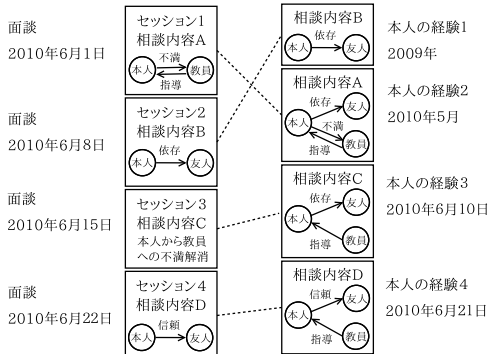 面談
2010年6月1日
セッション1
相談内容A
本人
不満
指導
教員
面談
2010年6月8日
セッション2
相談内容B
本人
依存
友人
面談
2010年6月15日
セッション3
相談内容C
本人から教員
への不満解消
面談
2010年6月22日
セッション4
相談内容D
本人
信頼
友人
相談内容B
本人
依存
友人
本人の経験1
2009年
相談内容A
依存
友人
本人
不満
指導
教員
本人の経験2
2010年5月
相談内容C
依存
友人
本人
指導
教員
本人の経験3
2010年6月10日
相談内容D
信頼
友人
本人
指導
教員
本人の経験4
2010年6月21日